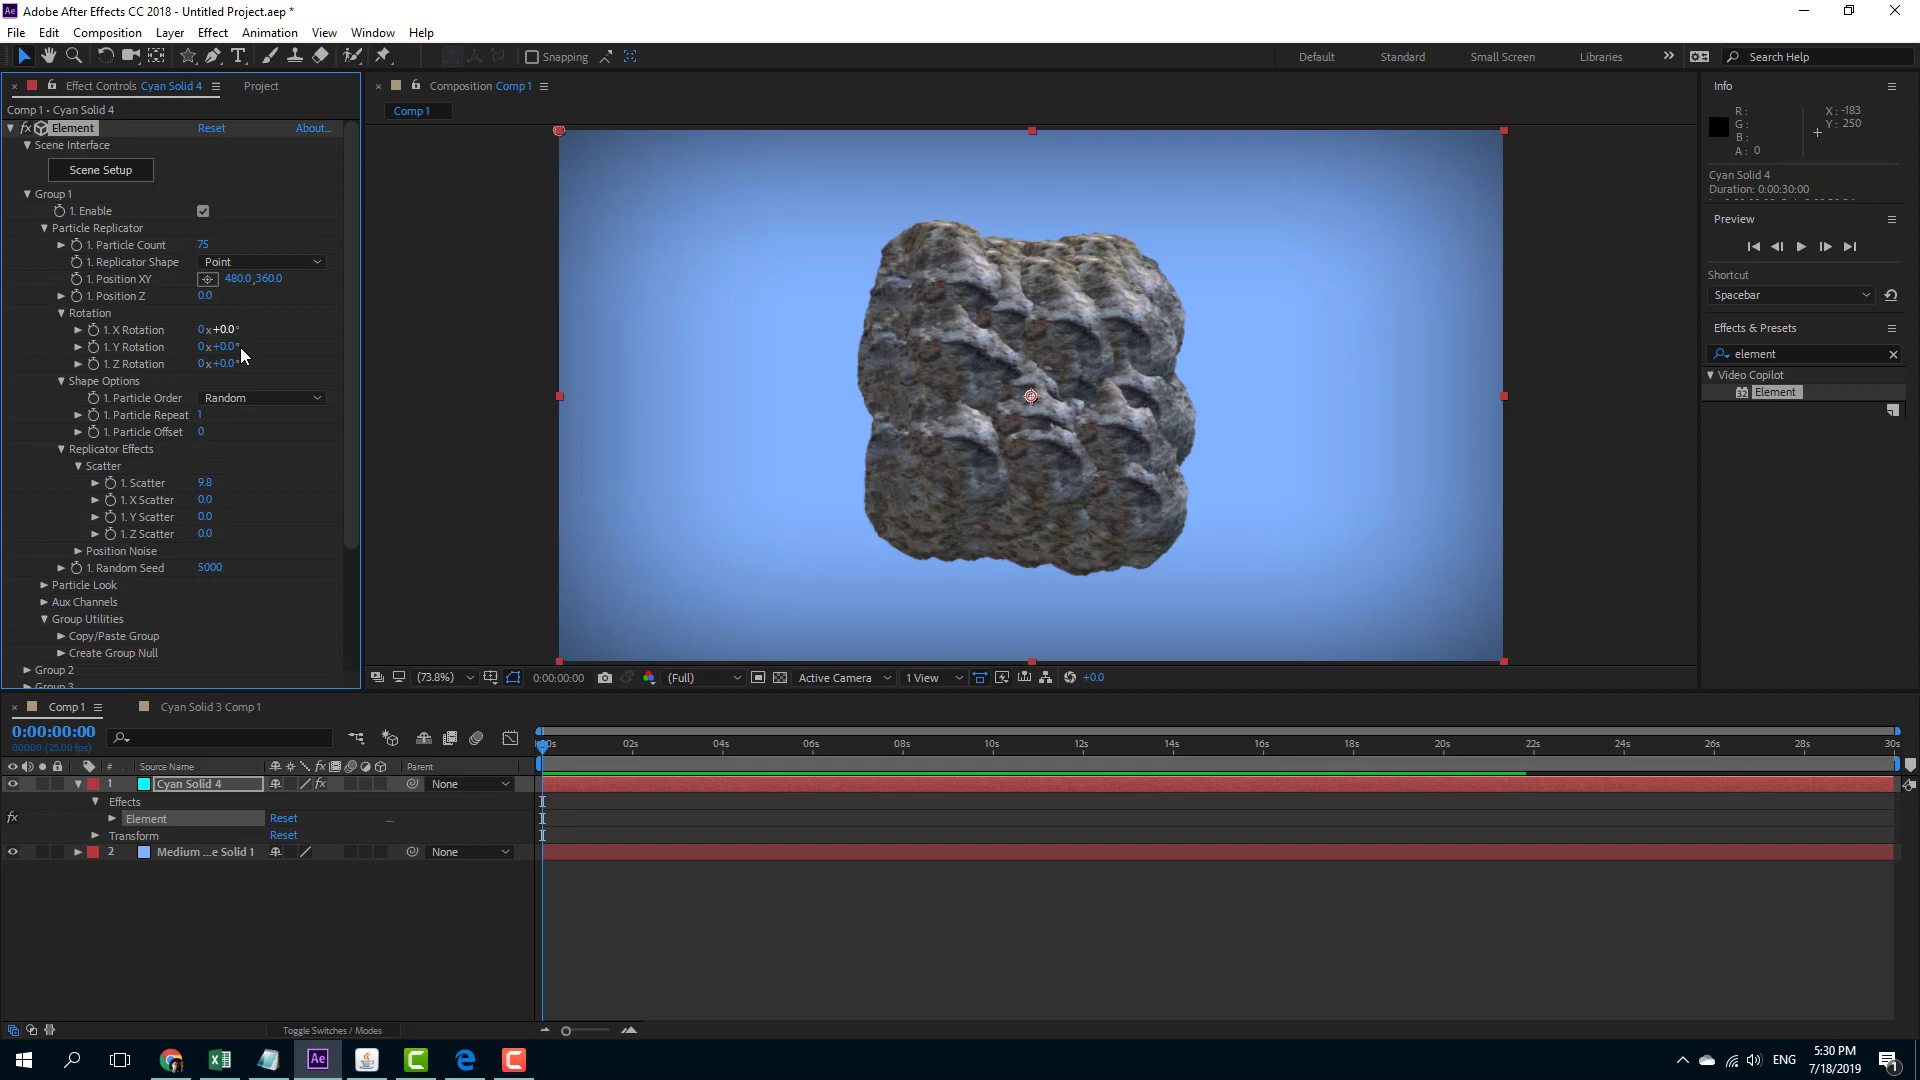 Adobe After Effects CC 2018 - Untitled Project.aep *
File Edit Composition Layer Effect Animation View Window Help
Snapping Default Standard Small Screen Libraries Search Help
Effect Controls Cyan Solid 4 Project Composition Comp 1 Info
Comp 1 • Cyan Solid 4 Comp 1
R : X : -183
G : Y : 250
B :
A : 0
Element Reset About...
Scene Interface
Scene Setup
Cyan Solid 4
Duration: 0:00:30:00
Group 1
1. Enable
Particle Replicator
1. Particle Count 75
1. Replicator Shape Point
1. Position XY 480.0,360.0
1. Position Z 0.0
Rotation
1. X Rotation 0x+0.0°
1. Y Rotation 0x+0.0°
1. Z Rotation 0x+0.0°
Shape Options
1. Particle Order Random
1. Particle Repeat 1
1. Particle Offset 0
Replicator Effects
Scatter
1. Scatter 9.8
1. X Scatter 0.0
1. Y Scatter 0.0
1. Z Scatter 0.0
Position Noise
1. Random Seed 5000
Particle Look
Aux Channels
Group Utilities
Copy/Paste Group
Create Group Null
Group 2
Group 3
Preview
Shortcut
Spacebar
Effects & Presets
element
Video Copilot
32 Element
(73.8%) 0:00:00:00 (Full) Active Camera 1 View +0.0
Comp 1 Cyan Solid 3 Comp 1
0:00:00:00
00000 (25.00 fps)
00s 02s 04s 06s 08s 10s 12s 14s 16s 18s 20s 22s 24s 26s 28s 30s
# Source Name fx Parent
1 Cyan Solid 4 fx None
Effects
fx Element Reset
Transform Reset
2 Medium ...e Solid 1 None
Toggle Switches / Modes
Ae ENG 5:30 PM
7/18/2019
1